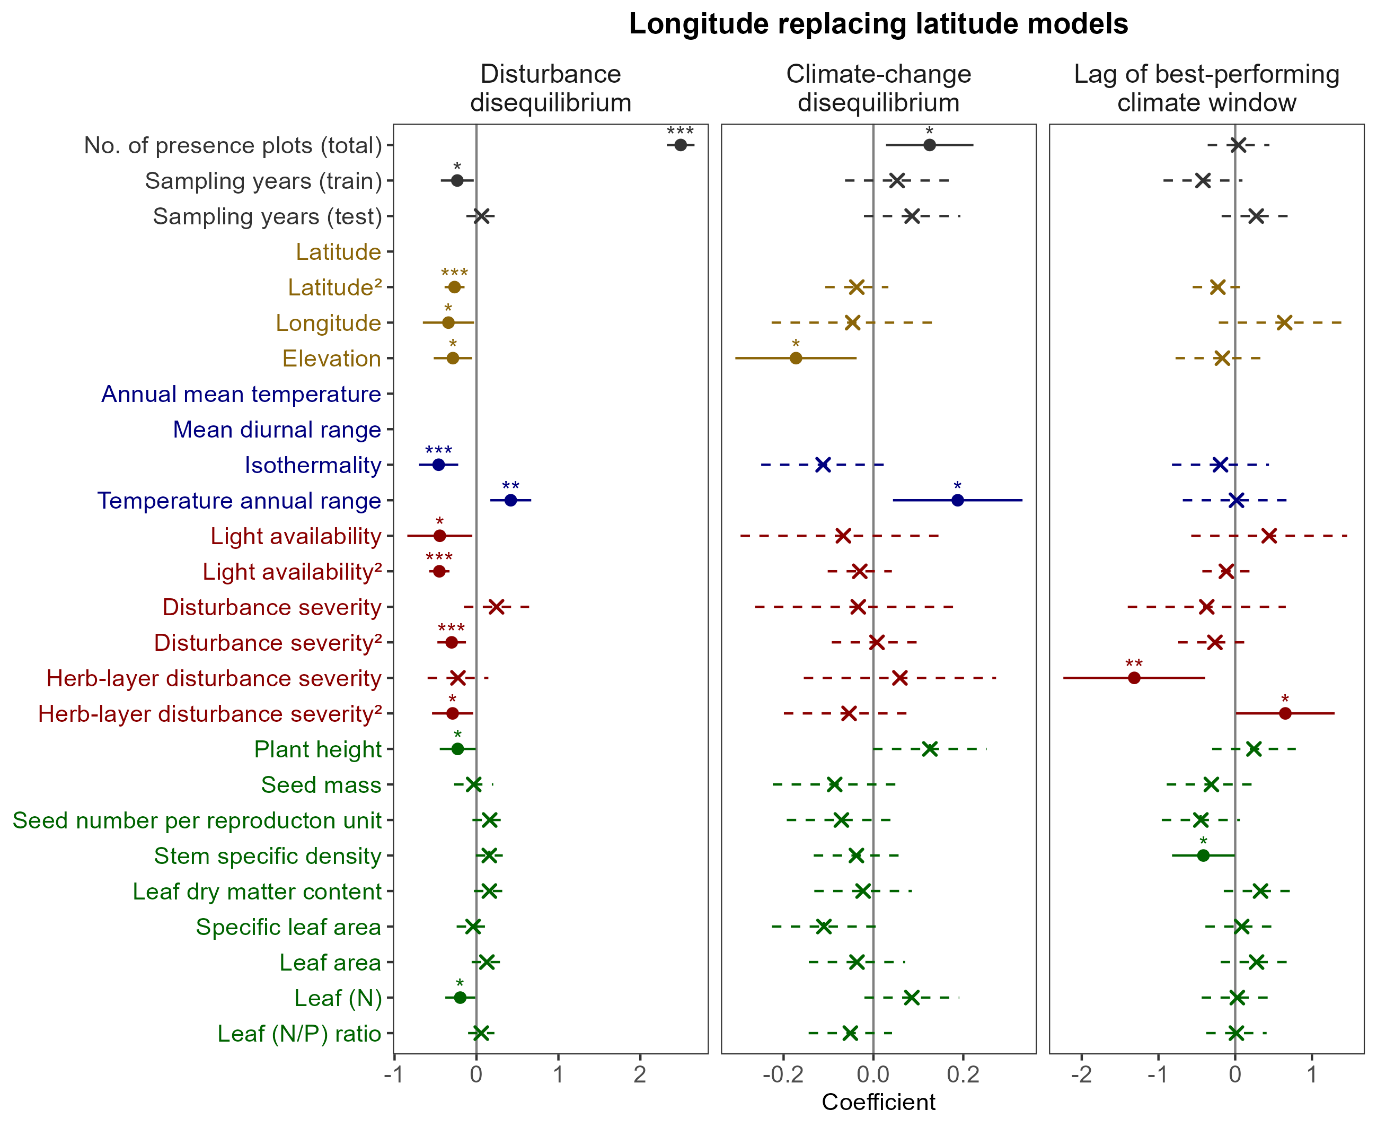 Longitude replacing latitude models
Disturbance
disequilibrium
Climate-change
disequilibrium
Lag of best-performing
climate window
No. of presence plots (total)
*** * 
Sampling years (train)
*
Sampling years (test)
Latitude
Latitude²
***
Longitude
*
Elevation
* *
Annual mean temperature
Mean diurnal range
Isothermality
***
Temperature annual range
** *
Light availability
*
Light availability²
***
Disturbance severity
Disturbance severity²
***
Herb-layer disturbance severity
**
Herb-layer disturbance severity²
* *
Plant height
*
Seed mass
Seed number per reproducton unit
Stem specific density
*
Leaf dry matter content
Specific leaf area
Leaf area
Leaf (N)
*
Leaf (N/P) ratio
-1 0 1 2
-0.2 0.0 0.2
-2 -1 0 1
Coefficient